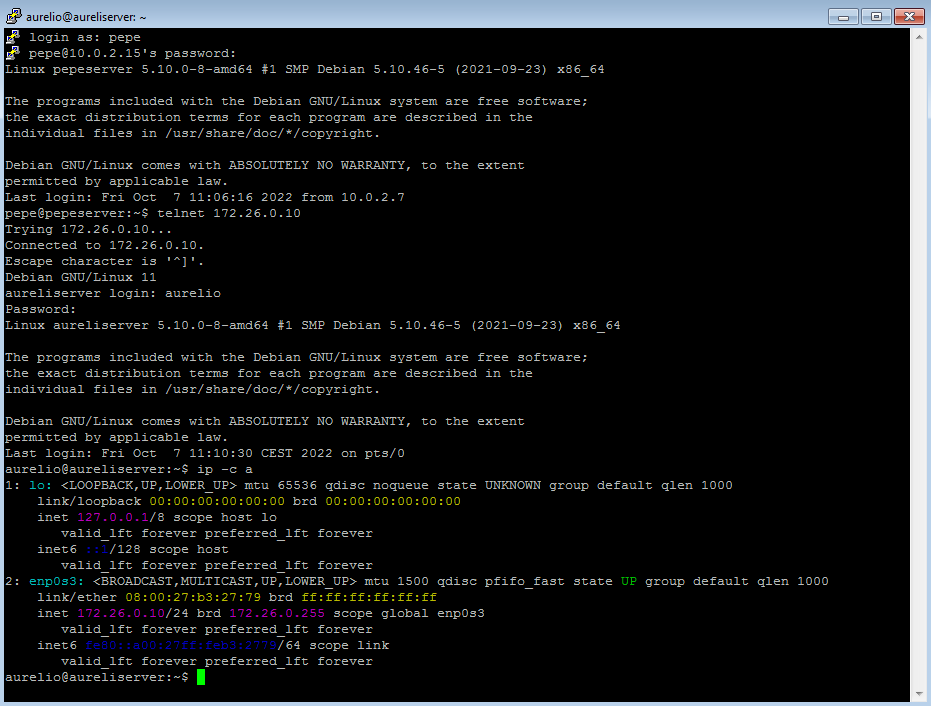 aurelio@aureliserver: ~
login as: pepe
pepe@10.0.2.15's password:
Linux pepeserver 5.10.0-8-amd64 #1 SMP Debian 5.10.46-5 (2021-09-23) x86_64

The programs included with the Debian GNU/Linux system are free software;
the exact distribution terms for each program are described in the
individual files in /usr/share/doc/*/copyright.

Debian GNU/Linux comes with ABSOLUTELY NO WARRANTY, to the extent
permitted by applicable law.
Last login: Fri Oct  7 11:06:16 2022 from 10.0.2.7
pepe@pepeserver:~$ telnet 172.26.0.10
Trying 172.26.0.10...
Connected to 172.26.0.10.
Escape character is '^]'.
Debian GNU/Linux 11
aureliserver login: aurelio
Password:
Linux aureliserver 5.10.0-8-amd64 #1 SMP Debian 5.10.46-5 (2021-09-23) x86_64

The programs included with the Debian GNU/Linux system are free software;
the exact distribution terms for each program are described in the
individual files in /usr/share/doc/*/copyright.

Debian GNU/Linux comes with ABSOLUTELY NO WARRANTY, to the extent
permitted by applicable law.
Last login: Fri Oct  7 11:10:30 CEST 2022 on pts/0
aurelio@aureliserver:~$ ip -c a
1: lo: <LOOPBACK,UP,LOWER_UP> mtu 65536 qdisc noqueue state UNKNOWN group default qlen 1000
    link/loopback 00:00:00:00:00:00 brd 00:00:00:00:00:00
    inet 127.0.0.1/8 scope host lo
       valid_lft forever preferred_lft forever
    inet6 ::1/128 scope host
       valid_lft forever preferred_lft forever
2: enp0s3: <BROADCAST,MULTICAST,UP,LOWER_UP> mtu 1500 qdisc pfifo_fast state UP group default qlen 1000
    link/ether 08:00:27:b3:27:79 brd ff:ff:ff:ff:ff:ff
    inet 172.26.0.10/24 brd 172.26.0.255 scope global enp0s3
       valid_lft forever preferred_lft forever
    inet6 fe80::a00:27ff:feb3:2779/64 scope link
       valid_lft forever preferred_lft forever
aurelio@aureliserver:~$